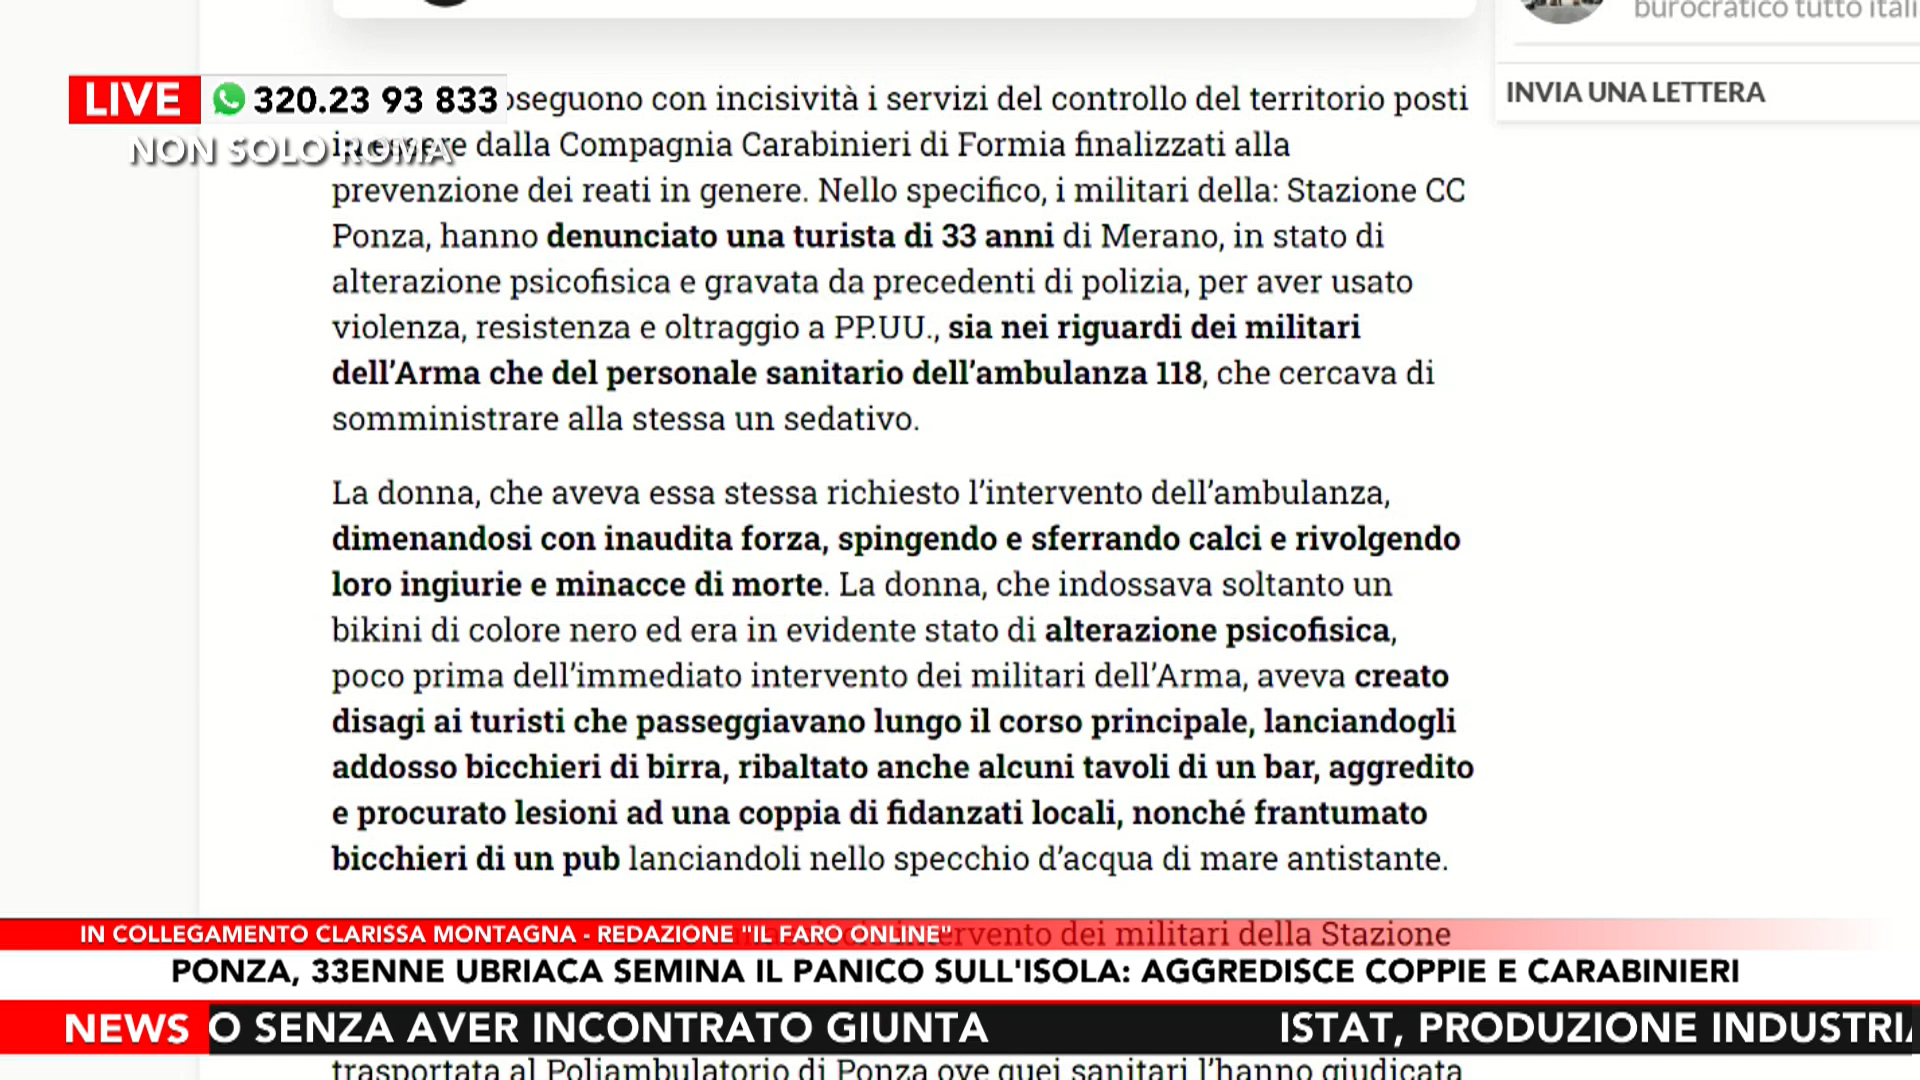 burocratico tutto itali
LIVE 320.23 93 833
oseguono con incisività i servizi del controllo del territorio posti
INVIA UNA LETTERA
NON SOLO ROMA
in essere dalla Compagnia Carabinieri di Formia finalizzati alla
prevenzione dei reati in genere. Nello specifico, i militari della: Stazione CC
Ponza, hanno denunciato una turista di 33 anni di Merano, in stato di
alterazione psicofisica e gravata da precedenti di polizia, per aver usato
violenza, resistenza e oltraggio a PP.UU., sia nei riguardi dei militari
dell'Arma che del personale sanitario dell'ambulanza 118, che cercava di
somministrare alla stessa un sedativo.
La donna, che aveva essa stessa richiesto l'intervento dell'ambulanza,
dimenandosi con inaudita forza, spingendo e sferrando calci e rivolgendo
loro ingiurie e minacce di morte. La donna, che indossava soltanto un
bikini di colore nero ed era in evidente stato di alterazione psicofisica,
poco prima dell'immediato intervento dei militari dell'Arma, aveva creato
disagi ai turisti che passeggiavano lungo il corso principale, lanciandogli
addosso bicchieri di birra, ribaltato anche alcuni tavoli di un bar, aggredito
e procurato lesioni ad una coppia di fidanzati locali, nonché frantumato
bicchieri di un pub lanciandoli nello specchio d'acqua di mare antistante.
IN COLLEGAMENTO CLARISSA MONTAGNA - REDAZIONE "IL FARO ONLINE"
ervento dei militari della Stazione
PONZA, 33ENNE UBRIACA SEMINA IL PANICO SULL'ISOLA: AGGREDISCE COPPIE E CARABINIERI
NEWS O SENZA AVER INCONTRATO GIUNTA ISTAT, PRODUZIONE INDUSTRIA
trasportata al Poliambulatorio di Ponza ove quei sanitari l'hanno giudicata